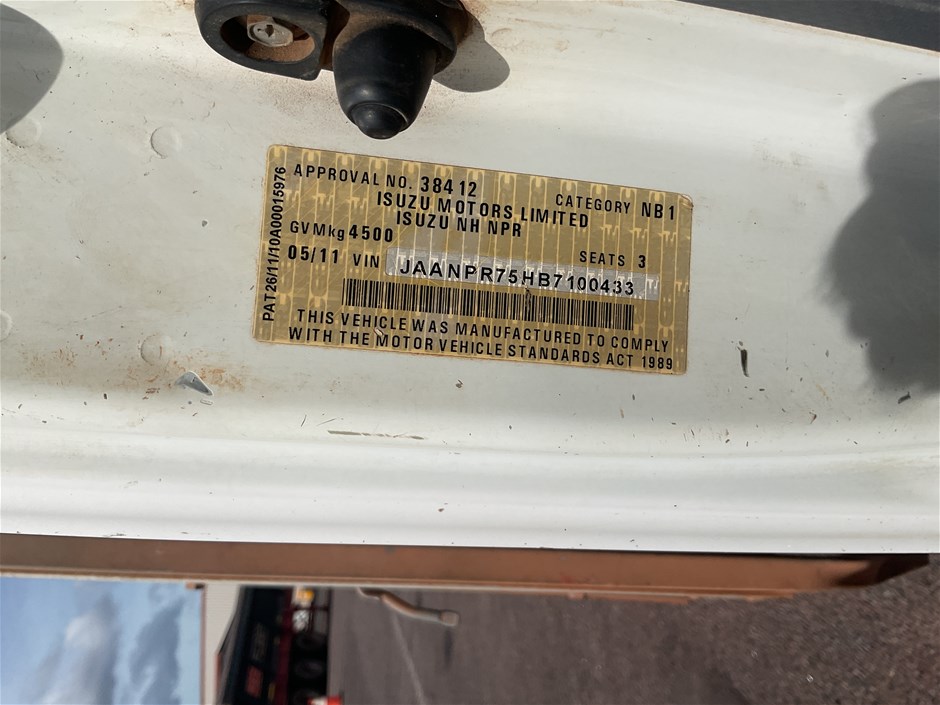 APPROVAL NO. 38412 CATEGORY NB1
ISUZU MOTORS LIMITED
ISUZU NH NPR
GVMkg 4500 SEATS 3
05/11 VIN JAANPR75HB7100433
THIS VEHICLE WAS MANUFACTURED TO COMPLY
WITH THE MOTOR VEHICLE STANDARDS ACT 1989
PAT26/11/10A00015976